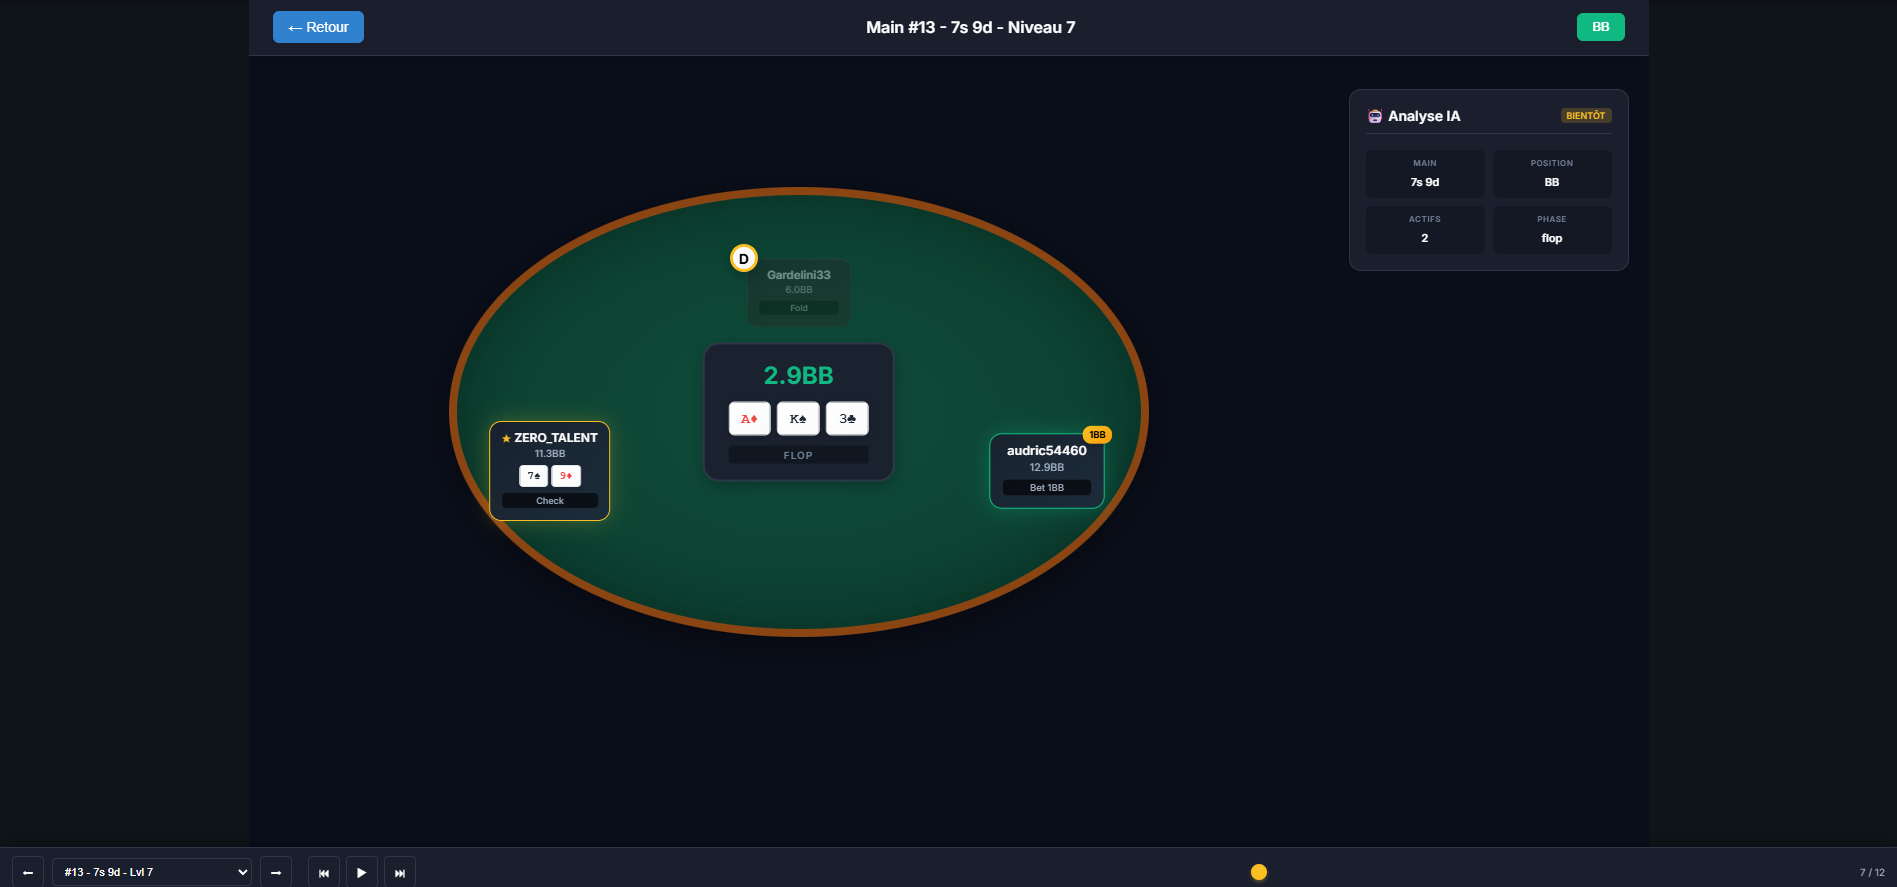 ← Retour
Main #13 - 7s 9d - Niveau 7
BB
Analyse IA
BIENTÔT
MAIN
7s 9d
POSITION
BB
ACTIFS
2
PHASE
flop
D
Gardelini33
6.0BB
Fold
2.9BB
A♦ K♠ 3♣
FLOP
★ ZERO_TALENT
11.3BB
7♠ 9♦
Check
1BB
audric54460
12.9BB
Bet 1BB
← #13 - 7s 9d - Lvl 7 → ⏮ ▶ ⏭ 7 / 12